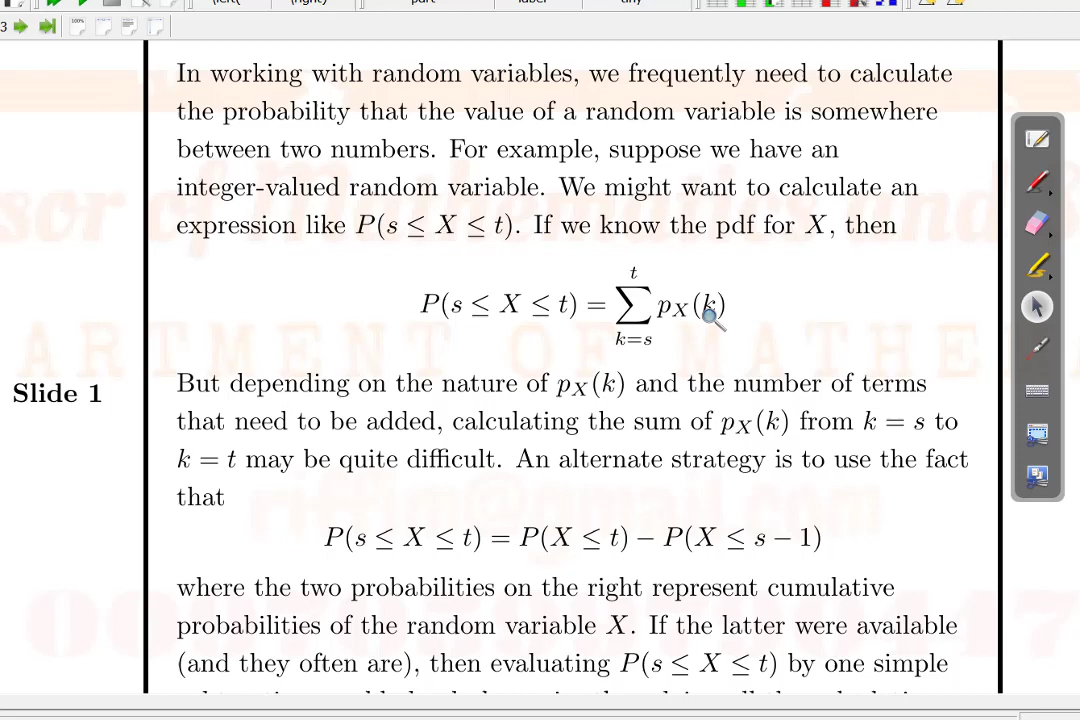 3
100%
In working with random variables, we frequently need to calculate
the probability that the value of a random variable is somewhere
between two numbers. For example, suppose we have an
integer-valued random variable. We might want to calculate an
expression like P(s ≤ X ≤ t). If we know the pdf for X, then
P(s ≤ X ≤ t) = ∑_{k=s}^{t} p_X(k)
Slide 1
But depending on the nature of p_X(k) and the number of terms
that need to be added, calculating the sum of p_X(k) from k = s to
k = t may be quite difficult. An alternate strategy is to use the fact
that
P(s ≤ X ≤ t) = P(X ≤ t) − P(X ≤ s − 1)
where the two probabilities on the right represent cumulative
probabilities of the random variable X. If the latter were available
(and they often are), then evaluating P(s ≤ X ≤ t) by one simple